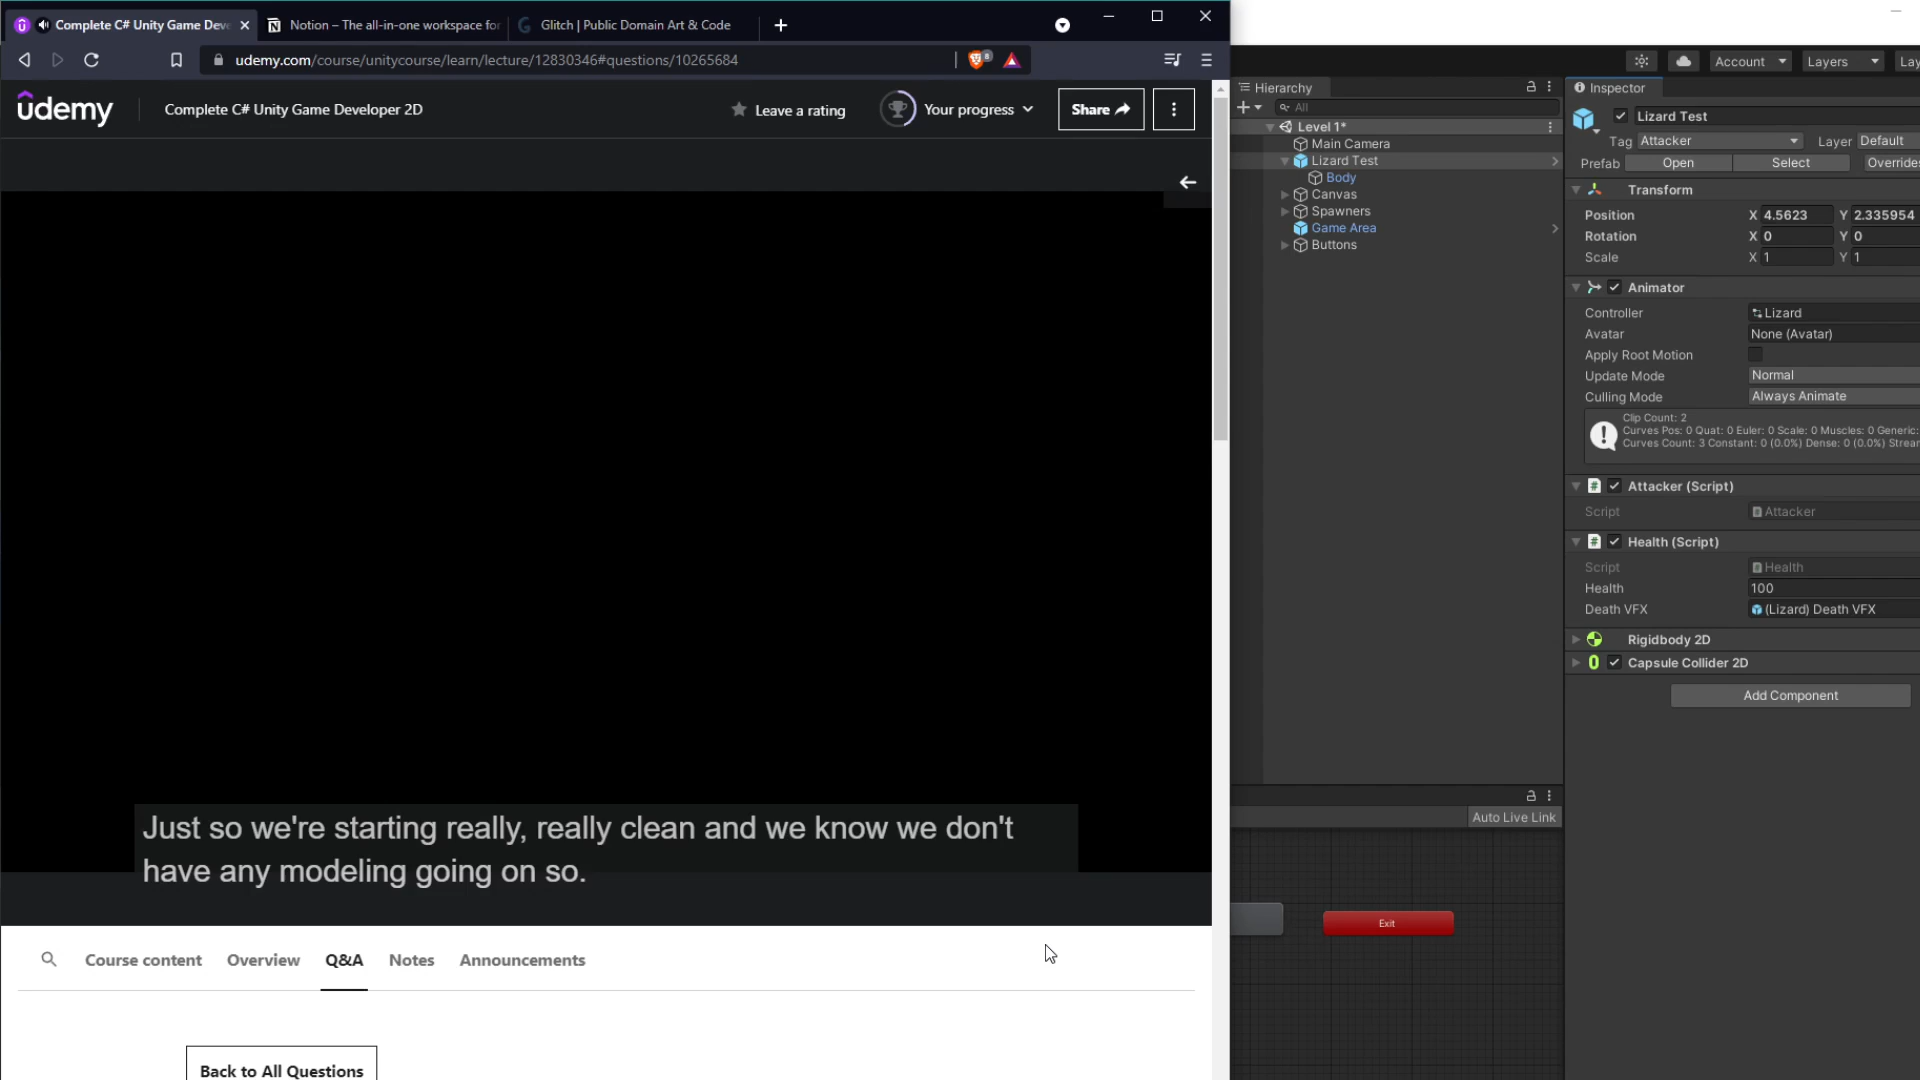 Complete C# Unity Game Deve
Notion – The all-in-one workspace for
Glitch | Public Domain Art & Code
udemy.com/course/unitycourse/learn/lecture/12830346#questions/10265684
8
udemy
Complete C# Unity Game Developer 2D
Leave a rating
Your progress
Share
Just so we're starting really, really clean and we know we don't
have any modeling going on so.
Course content
Overview
Q&A
Notes
Announcements
Back to All Questions
Account
Layers
Lay
Hierarchy
All
Level 1*
Main Camera
Lizard Test
Body
Canvas
Spawners
Game Area
Buttons
Auto Live Link
Exit
Inspector
Lizard Test
Tag Attacker Layer Default
Prefab Open Select Overrides
Transform
Position X 4.5623 Y 2.335954
Rotation X 0 Y 0
Scale X 1 Y 1
Animator
Controller Lizard
Avatar None (Avatar)
Apply Root Motion
Update Mode Normal
Culling Mode Always Animate
Clip Count: 2
Curves Pos: 0 Quat: 0 Euler: 0 Scale: 0 Muscles: 0 Generic:
Curves Count: 3 Constant: 0 (0.0%) Dense: 0 (0.0%) Strear
Attacker (Script)
Script Attacker
Health (Script)
Script Health
Health 100
Death VFX (Lizard) Death VFX
Rigidbody 2D
Capsule Collider 2D
Add Component